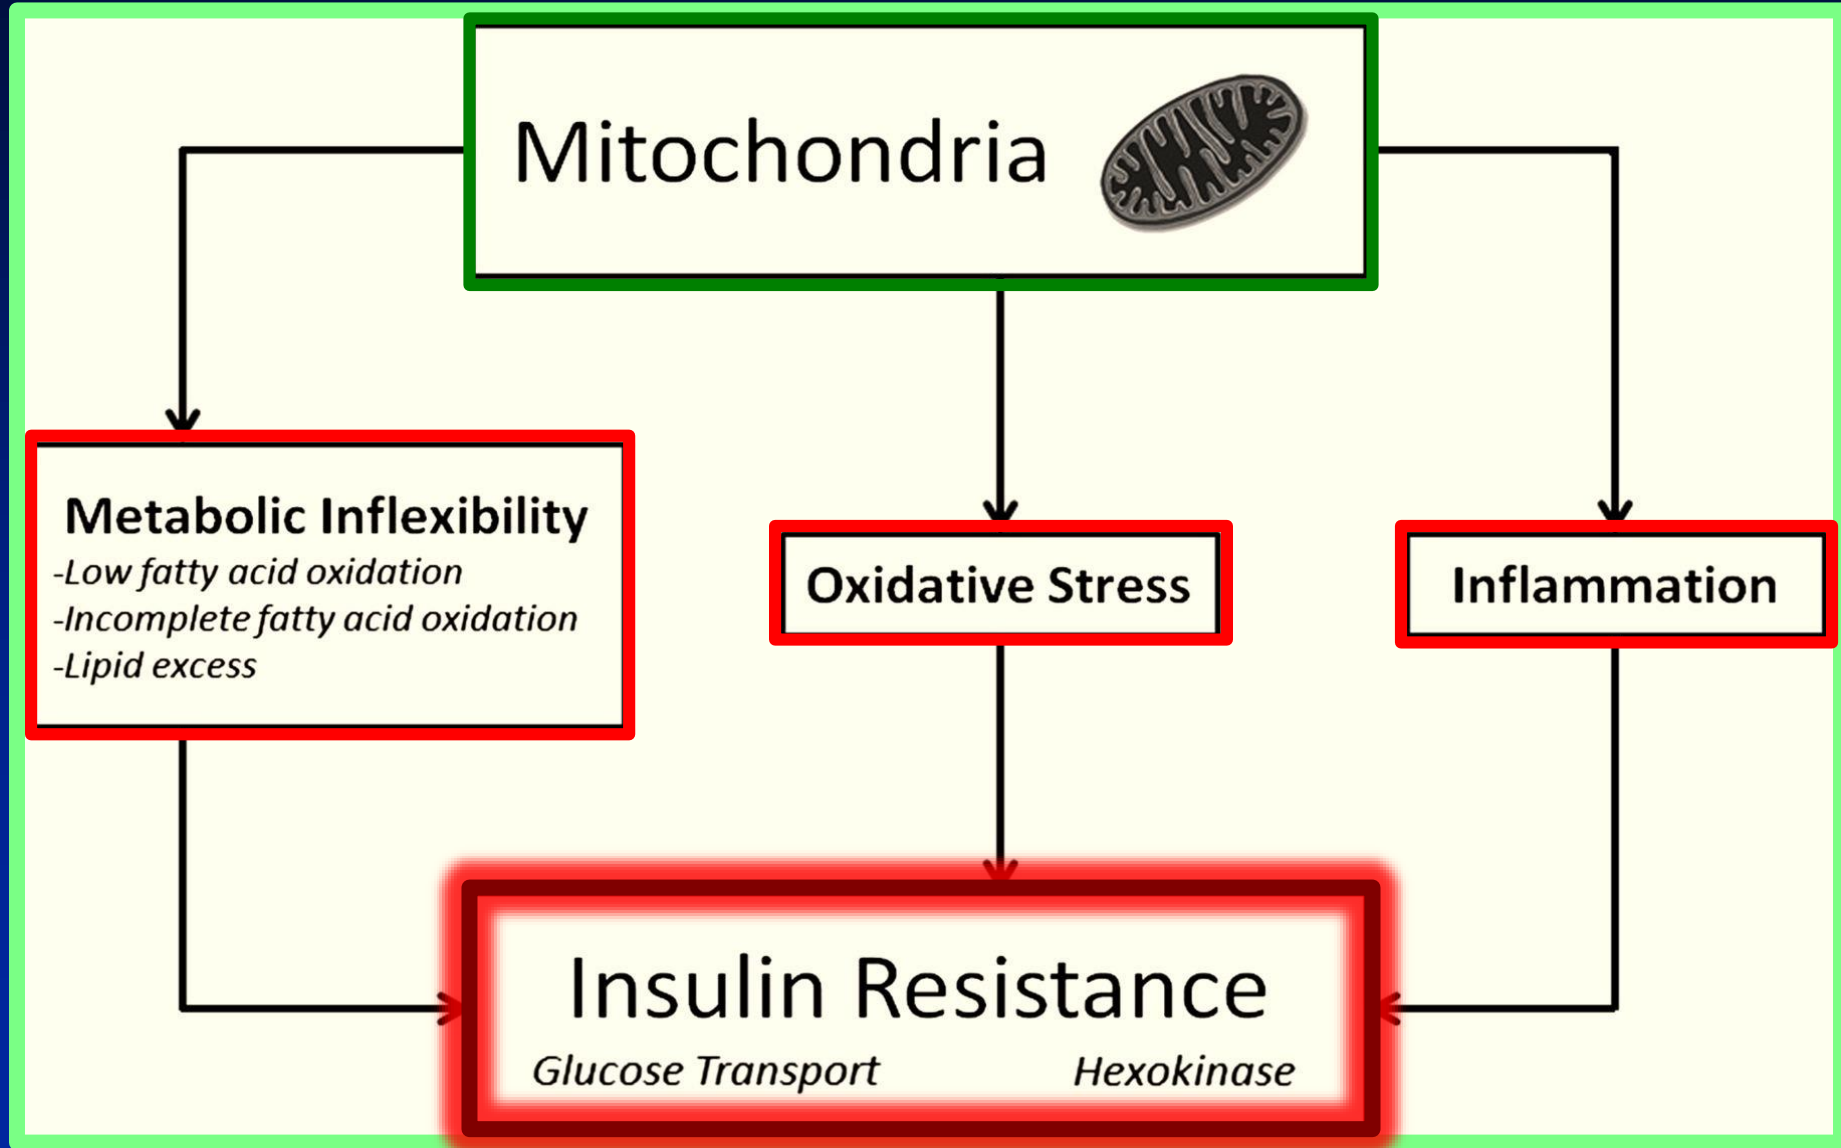 Mitochondria
Metabolic Inflexibility
-Low fatty acid oxidation
-Incomplete fatty acid oxidation
-Lipid excess
Oxidative Stress
Inflammation
Insulin Resistance
Glucose Transport Hexokinase